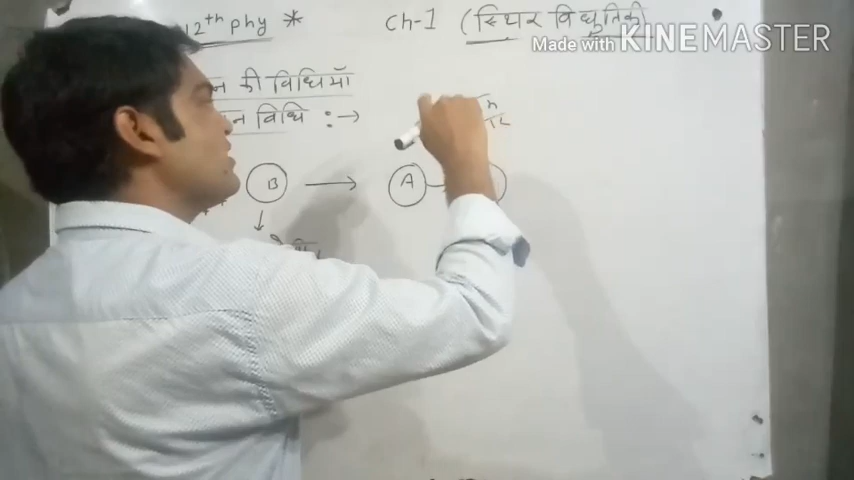 12th phy * Ch-1 (स्थिर विधुतिकी)
Made with KINEMASTER
न की विधियाँ
न विधि :→
B → A